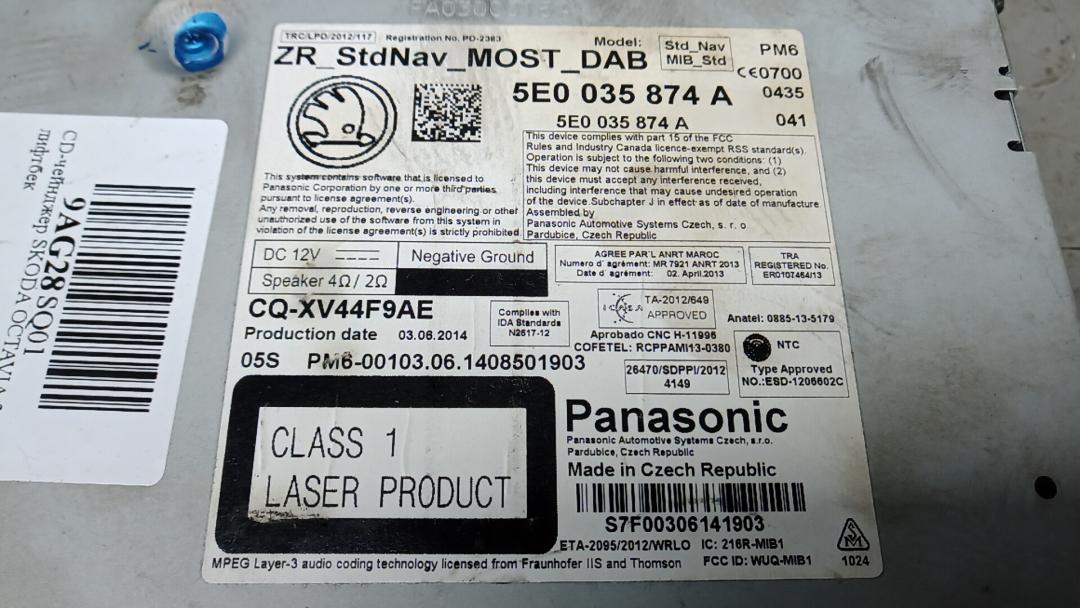 TRC/LPD/2012/117
Registration No. PD-2383
Model:
Std_Nav
MIB_Std
PM6
ZR_StdNav_MOST_DAB
CE0700
5E0 035 874 A
0435
5E0 035 874 A
041
This device complies with part 15 of the FCC
Rules and Industry Canada licence-exempt RSS standard(s).
Operation is subject to the following two conditions: (1)
This device may not cause harmful interference, and (2)
this device must accept any interference received,
including interference that may cause undesired operation
of the device.Subchapter J in effect as of date of manufacture
Assembled by
Panasonic Automotive Systems Czech, s. r. o
Pardubice, Czech Republic
This system contains software that is licensed to
Panasonic Corporation by one or more third parties
pursuant to license agreement(s).
Any removal, reproduction, reverse engineering or other
unauthorized use of the software from this system in
violation of the license agreement(s) is strictly prohibited.
DC 12V ----
Negative Ground
Speaker 4Ω / 2Ω
AGREE PAR'L ANRT MAROC
Numero d' agrément: MR 7921 ANRT 2013
Date d' agrément: 02. April.2013
TRA
REGISTERED No.
ER0107464/13
CQ-XV44F9AE
Complies with
IDA Standards
N2617-12
TA-2012/649
APPROVED
Anatel: 0885-13-5179
Production date 03.06.2014
Aprobado CNC H-11996
COFETEL: RCPPAMI13-0380
NTC
Type Approved
NO.:ESD-1206602C
05S PM6-00103.06.1408501903
26470/SDPPI/2012
4149
CLASS 1
LASER PRODUCT
Panasonic
Panasonic Automotive Systems Czech, s.r.o.
Pardubice, Czech Republic
Made in Czech Republic
S7F00306141903
ETA-2095/2012/WRLO IC: 216R-MIB1
MPEG Layer-3 audio coding technology licensed from Fraunhofer IIS and Thomson
FCC ID: WUQ-MIB1
1024
9AG28SQ01
CD-чейнджер SKODA OCTAVIA
лифтбек